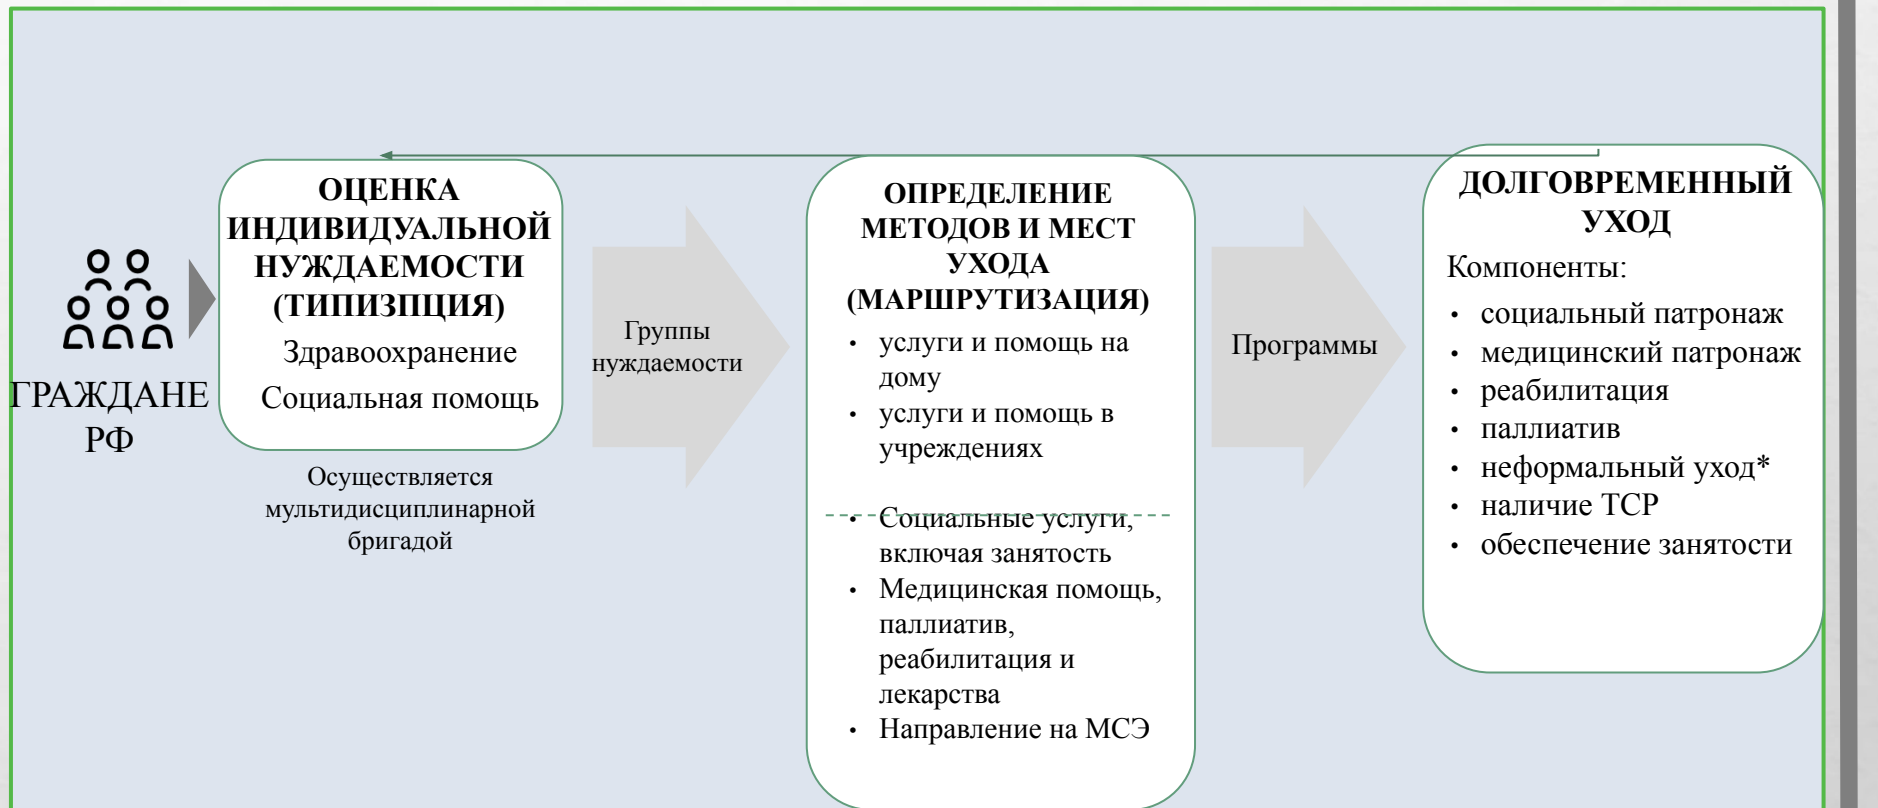 ГРАЖДАНЕ
РФ
ОЦЕНКА
ИНДИВИДУАЛЬНОЙ
НУЖДАЕМОСТИ
(ТИПИЗПЦИЯ)
Здравоохранение
Социальная помощь
Осуществляется
мультидисциплинарной
бригадой
Группы
нуждаемости
ОПРЕДЕЛЕНИЕ
МЕТОДОВ И МЕСТ
УХОДА
(МАРШРУТИЗАЦИЯ)
• услуги и помощь на
дому
• услуги и помощь в
учреждениях
• Социальные услуги,
включая занятость
• Медицинская помощь,
паллиатив,
реабилитация и
лекарства
• Направление на МСЭ
Программы
ДОЛГОВРЕМЕННЫЙ
УХОД
Компоненты:
• социальный патронаж
• медицинский патронаж
• реабилитация
• паллиатив
• неформальный уход*
• наличие ТСР
• обеспечение занятости